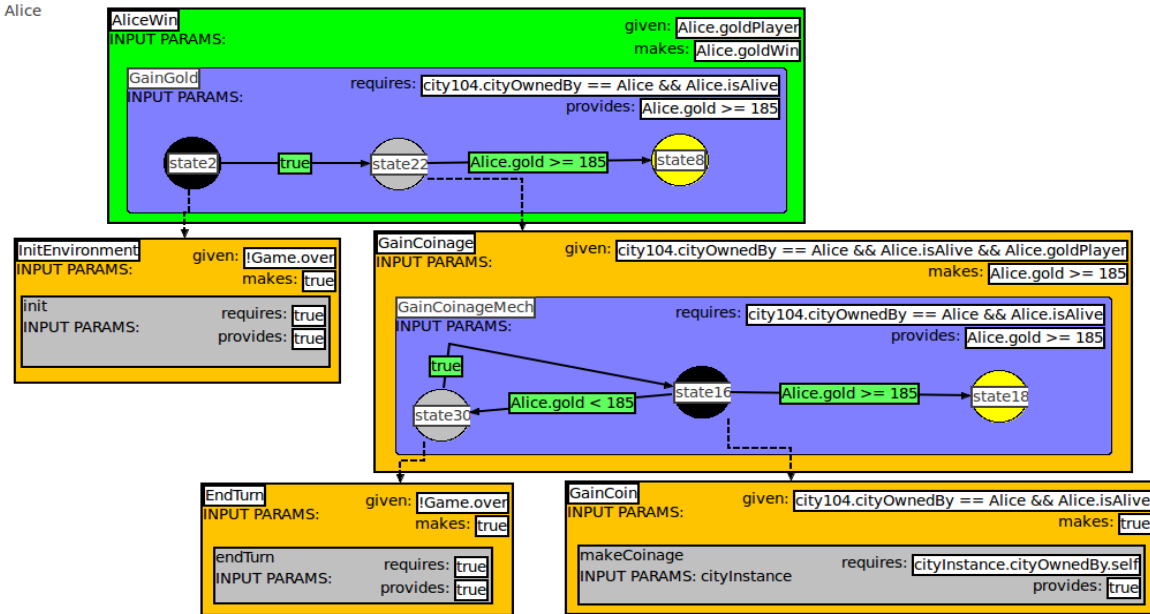 Alice
AliceWin
given: Alice.goldPlayer
INPUT PARAMS:
makes: Alice.goldWin
GainGold
requires: city104.cityOwnedBy == Alice && Alice.isAlive
INPUT PARAMS:
provides: Alice.gold >= 185
state2
true
state22
Alice.gold >= 185
state8
InitEnvironment
given: !Game.over
INPUT PARAMS:
makes: true
init
requires: true
INPUT PARAMS:
provides: true
GainCoinage
given: city104.cityOwnedBy == Alice && Alice.isAlive && Alice.goldPlayer
INPUT PARAMS:
makes: Alice.gold >= 185
GainCoinageMech
requires: city104.cityOwnedBy == Alice && Alice.isAlive
INPUT PARAMS:
provides: Alice.gold >= 185
true
state30
Alice.gold < 185
state16
Alice.gold >= 185
state18
EndTurn
given: !Game.over
INPUT PARAMS:
makes: true
endTurn
requires: true
INPUT PARAMS:
provides: true
GainCoin
given: city104.cityOwnedBy == Alice && Alice.isAlive
INPUT PARAMS:
makes: true
makeCoinage
requires: cityInstance.cityOwnedBy.self
INPUT PARAMS: cityInstance
provides: true